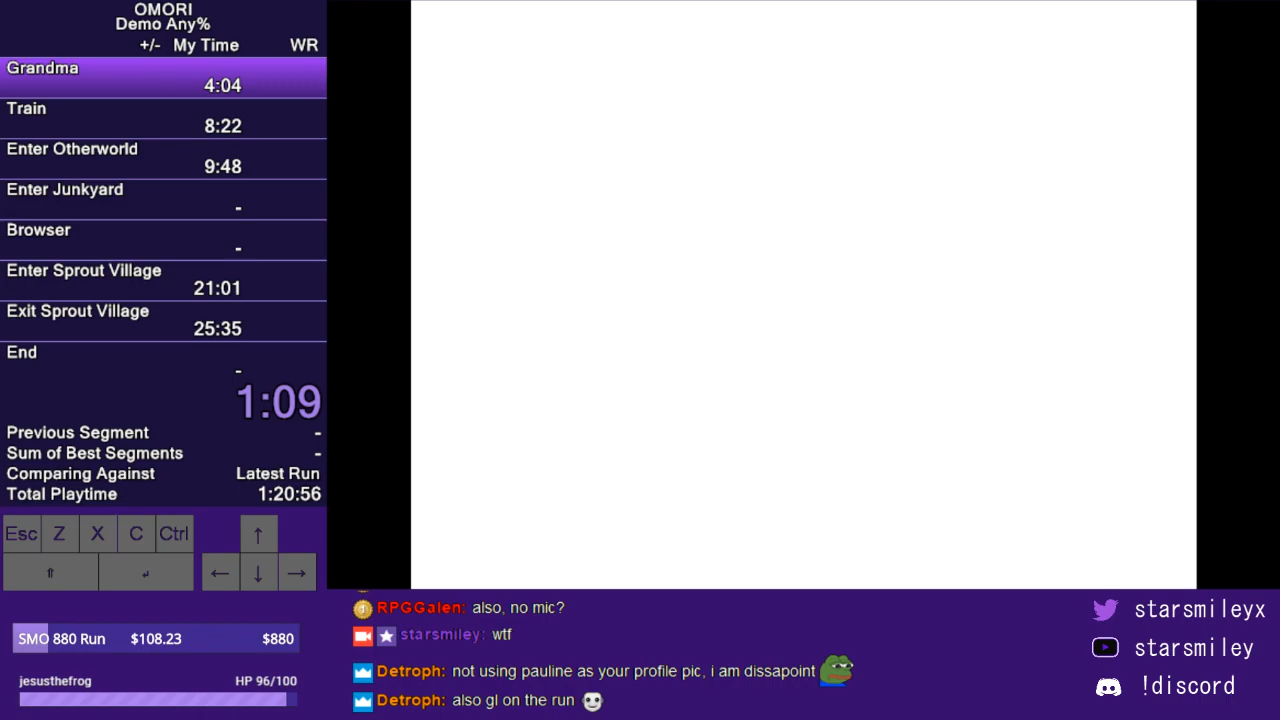 OMORI
Demo Any%
+/- My Time WR
Grandma
4:04
Train
8:22
Enter Otherworld
9:48
Enter Junkyard
-
Browser
-
Enter Sprout Village
21:01
Exit Sprout Village
25:35
End
-
1:09
Previous Segment -
Sum of Best Segments -
Comparing Against Latest Run
Total Playtime 1:20:56
Esc Z X C Ctrl ↑
⇑ ↲ ← ↓ →
SMO 880 Run $108.23 $880
jesusthefrog HP 96/100
RPGGalen: also, no mic?
starsmiley: wtf
Detroph: not using pauline as your profile pic, i am dissapoint
Detroph: also gl on the run
starsmileyx
starsmiley
!discord